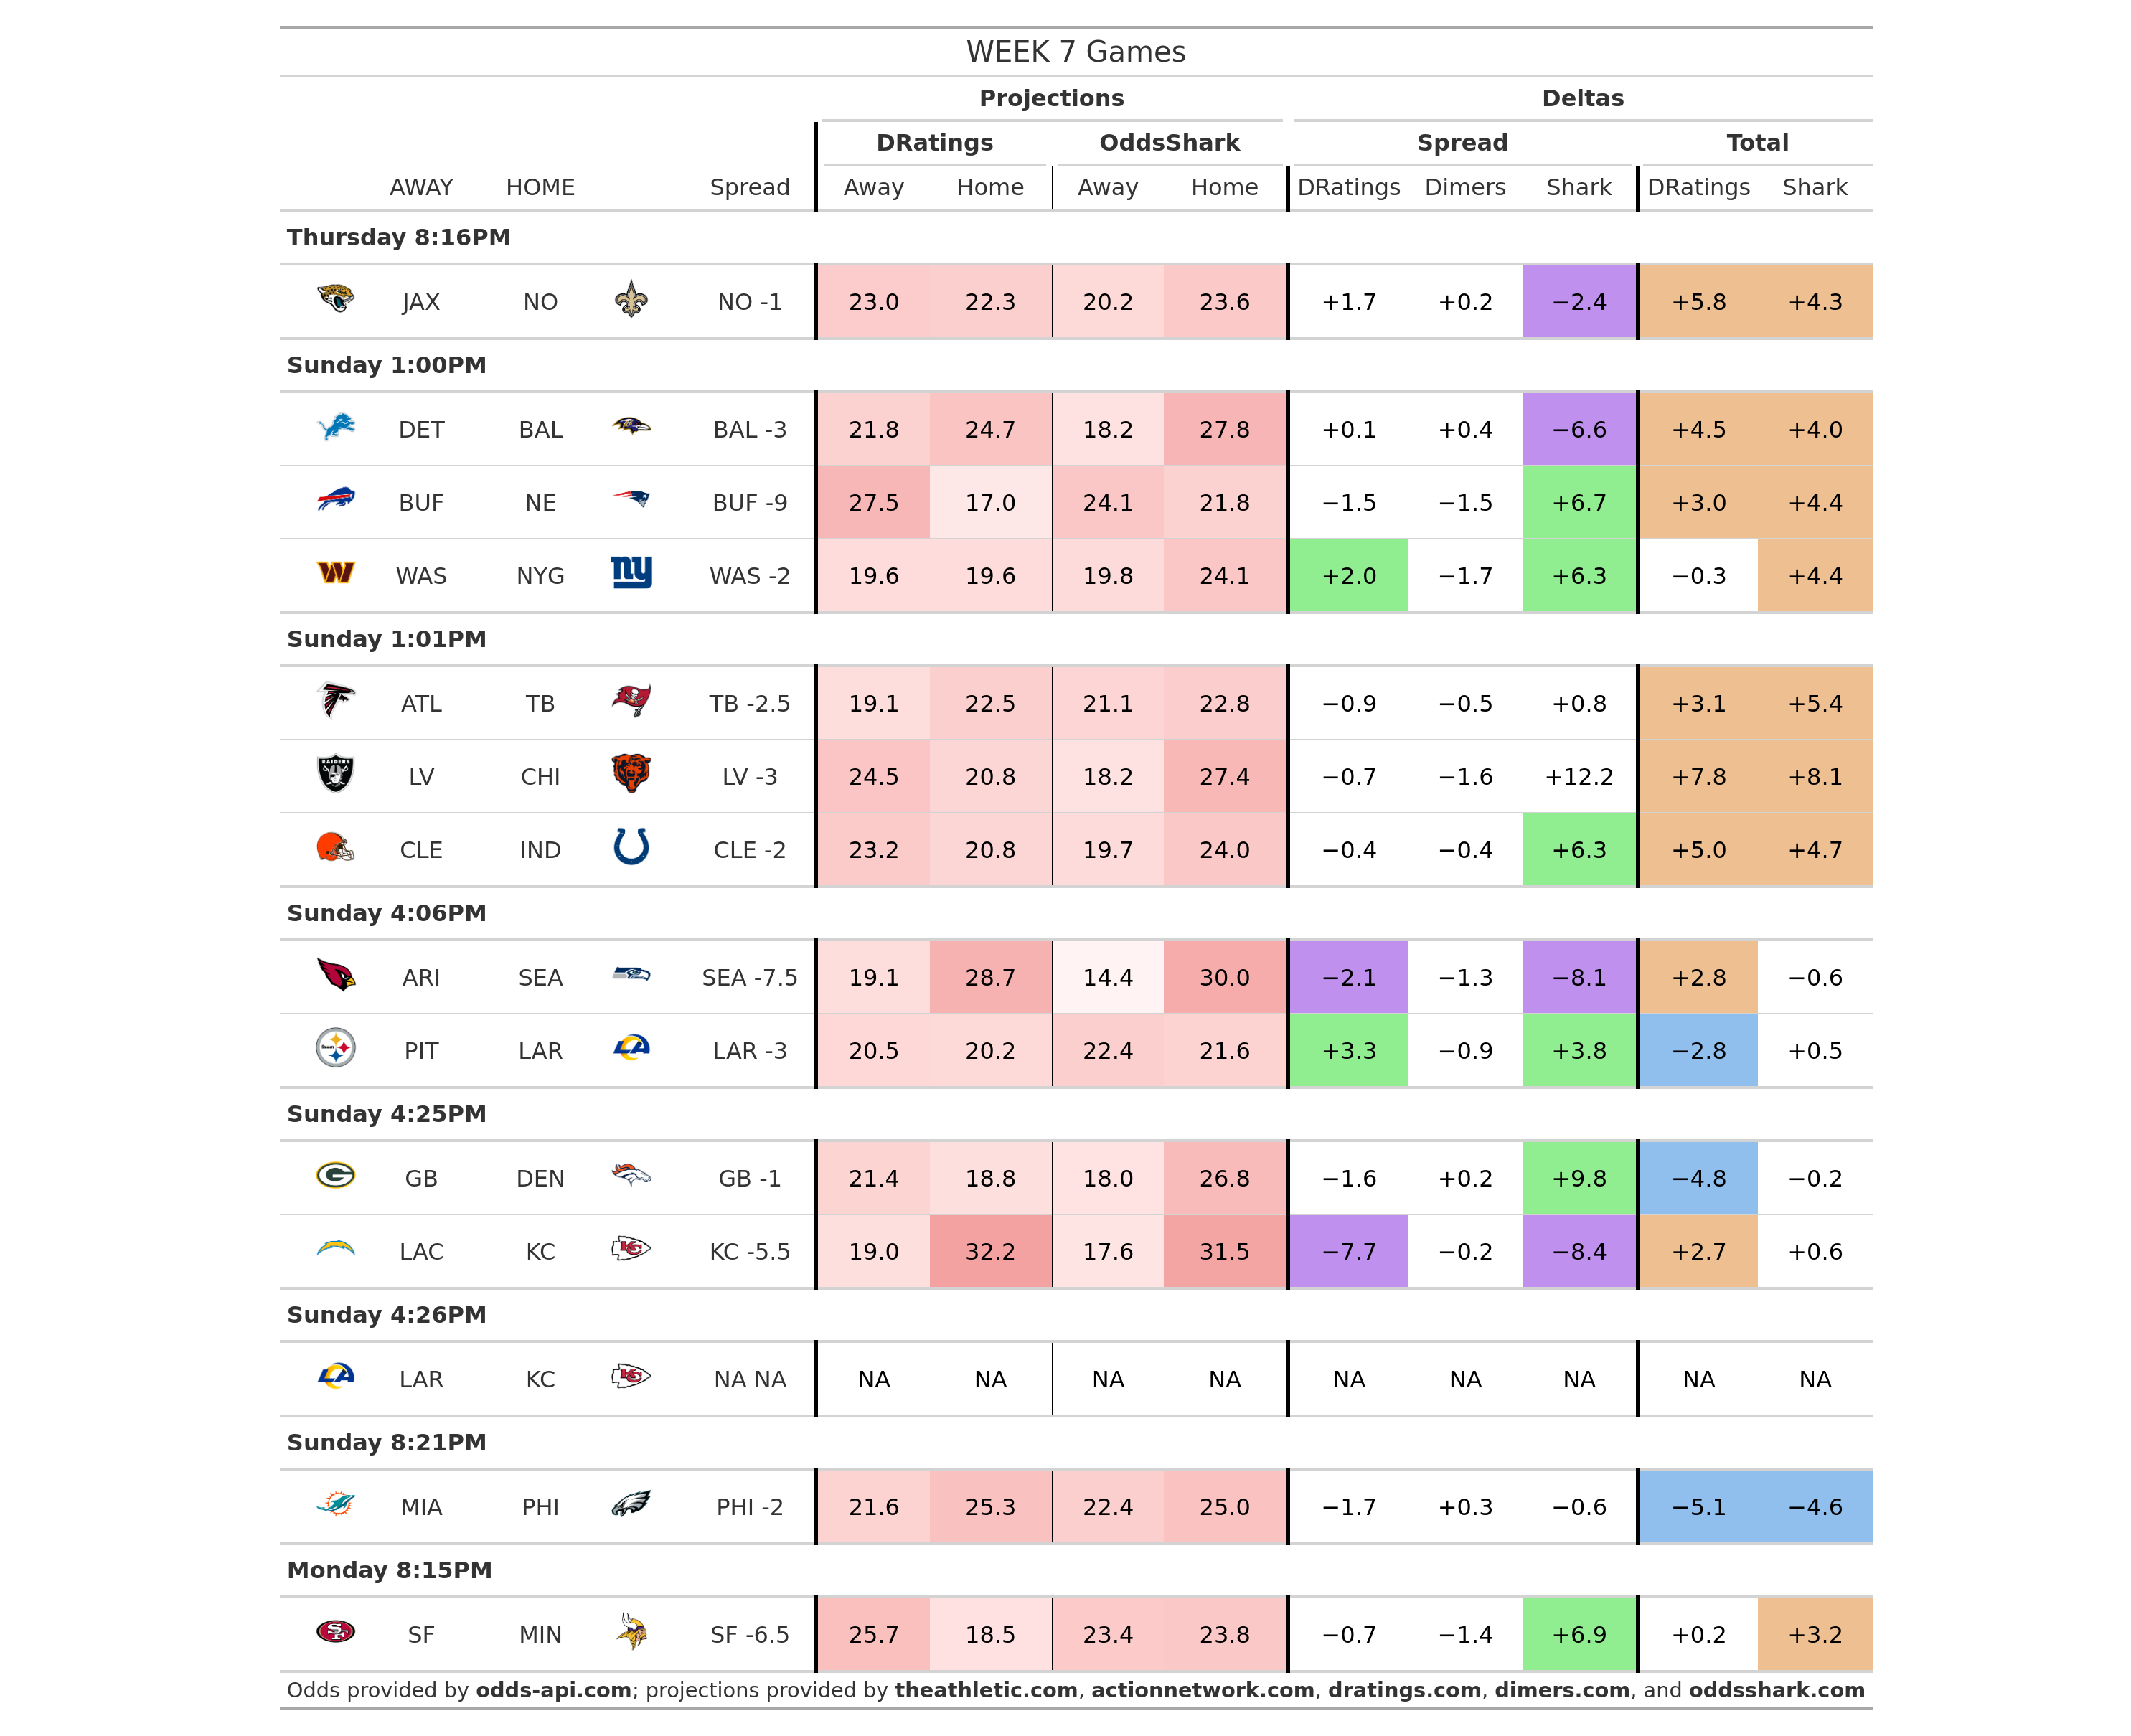 WEEK 7 Games
Projections Deltas
DRatings OddsShark Spread Total
AWAY HOME Spread Away Home Away Home DRatings Dimers Shark DRatings Shark
Thursday 8:16PM
JAX NO NO -1 23.0 22.3 20.2 23.6 +1.7 +0.2 −2.4 +5.8 +4.3
Sunday 1:00PM
DET BAL BAL -3 21.8 24.7 18.2 27.8 +0.1 +0.4 −6.6 +4.5 +4.0
BUF NE BUF -9 27.5 17.0 24.1 21.8 −1.5 −1.5 +6.7 +3.0 +4.4
WAS NYG ny WAS -2 19.6 19.6 19.8 24.1 +2.0 −1.7 +6.3 −0.3 +4.4
Sunday 1:01PM
ATL TB TB -2.5 19.1 22.5 21.1 22.8 −0.9 −0.5 +0.8 +3.1 +5.4
RAIDERS LV CHI LV -3 24.5 20.8 18.2 27.4 −0.7 −1.6 +12.2 +7.8 +8.1
CLE IND CLE -2 23.2 20.8 19.7 24.0 −0.4 −0.4 +6.3 +5.0 +4.7
Sunday 4:06PM
ARI SEA SEA -7.5 19.1 28.7 14.4 30.0 −2.1 −1.3 −8.1 +2.8 −0.6
Steelers PIT LAR LA LAR -3 20.5 20.2 22.4 21.6 +3.3 −0.9 +3.8 −2.8 +0.5
Sunday 4:25PM
G GB DEN GB -1 21.4 18.8 18.0 26.8 −1.6 +0.2 +9.8 −4.8 −0.2
LAC KC KC KC -5.5 19.0 32.2 17.6 31.5 −7.7 −0.2 −8.4 +2.7 +0.6
Sunday 4:26PM
LA LAR KC KC NA NA NA NA NA NA NA NA NA NA NA
Sunday 8:21PM
MIA PHI PHI -2 21.6 25.3 22.4 25.0 −1.7 +0.3 −0.6 −5.1 −4.6
Monday 8:15PM
SF SF MIN SF -6.5 25.7 18.5 23.4 23.8 −0.7 −1.4 +6.9 +0.2 +3.2
Odds provided by odds-api.com; projections provided by theathletic.com, actionnetwork.com, dratings.com, dimers.com, and oddsshark.com